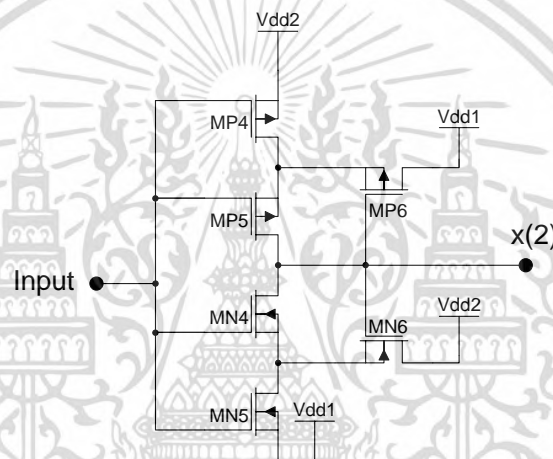 Vdd2
MP4
Vdd1
MP5
MP6
x(2)
Input
MN4
MN6
Vdd2
MN5
Vdd1